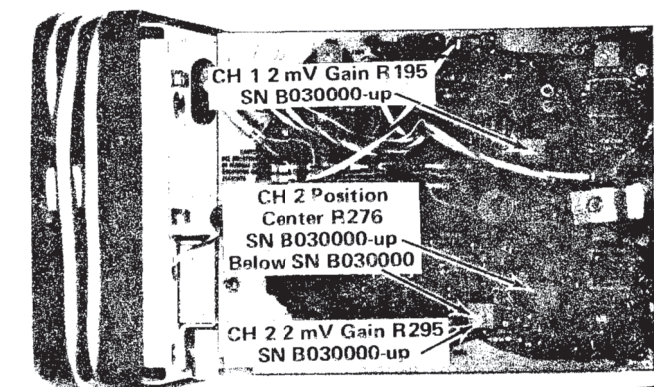 CH 1 2 mV Gain R195
SN B030000-up
CH 2 Position
Center R276
SN B030000-up
Below SN B030000
CH 2 2 mV Gain R295
SN B030000-up